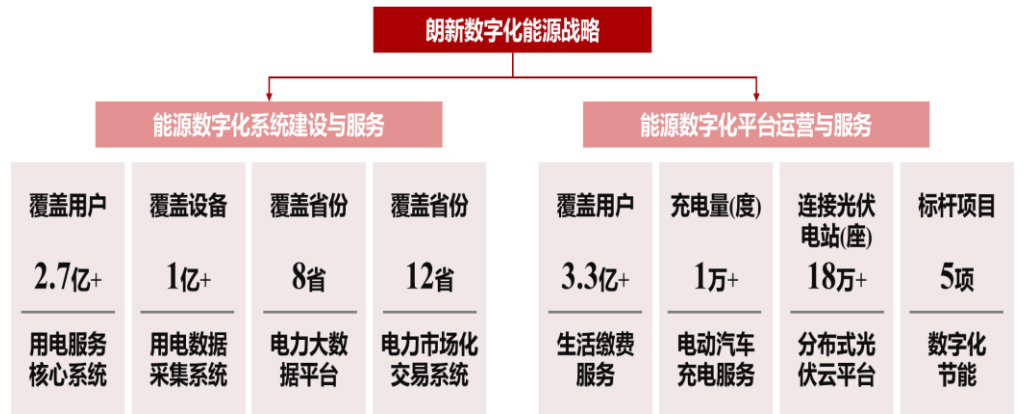 朗新数字化能源战略
能源数字化系统建设与服务
能源数字化平台运营与服务
覆盖用户
2.7亿+
用电服务
核心系统
覆盖设备
1亿+
用电数据
采集系统
覆盖省份
8省
电力大数
据平台
覆盖省份
12省
电力市场化
交易系统
覆盖用户
3.3亿+
生活缴费
服务
充电量(度)
1万+
电动汽车
充电服务
连接光伏
电站(座)
18万+
分布式光
伏云平台
标杆项目
5项
数字化
节能